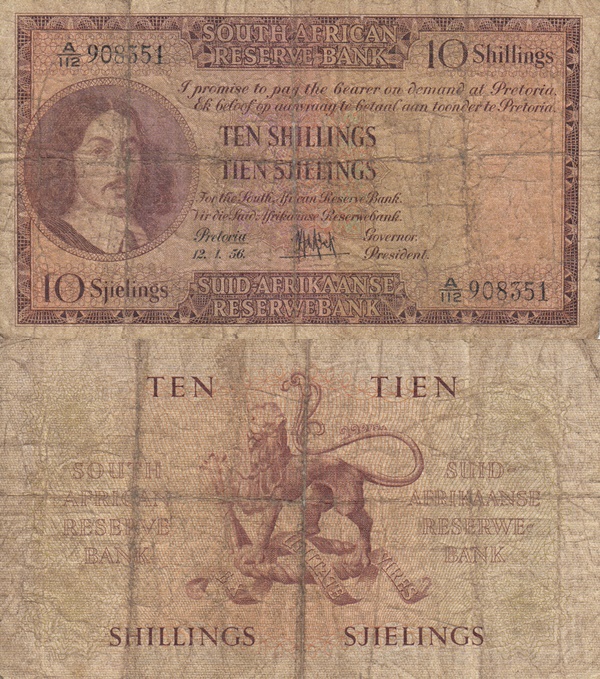 SOUTH AFRICAN
RESERVE BANK
A/112 908351
10 Shillings
I promise to pay the bearer on demand at Pretoria.
Ek beloof op aanvraag te betaal aan toonder te Pretoria.
TEN SHILLINGS
TIEN SJIELINGS
For the South African Reserve Bank.
Vir die Suid-Afrikaanse Reserwebank.
Pretoria
Governor.
12. 1. 56.
President.
10 Sjielings
SUID-AFRIKAANSE
RESERWEBANK
A/112 908351
TEN
TIEN
SOUTH
AFRICAN
RESERVE
BANK
SUID-
AFRIKAANSE
RESERWE-
BANK
EX UNITATE VIRES
SHILLINGS
SJIELINGS